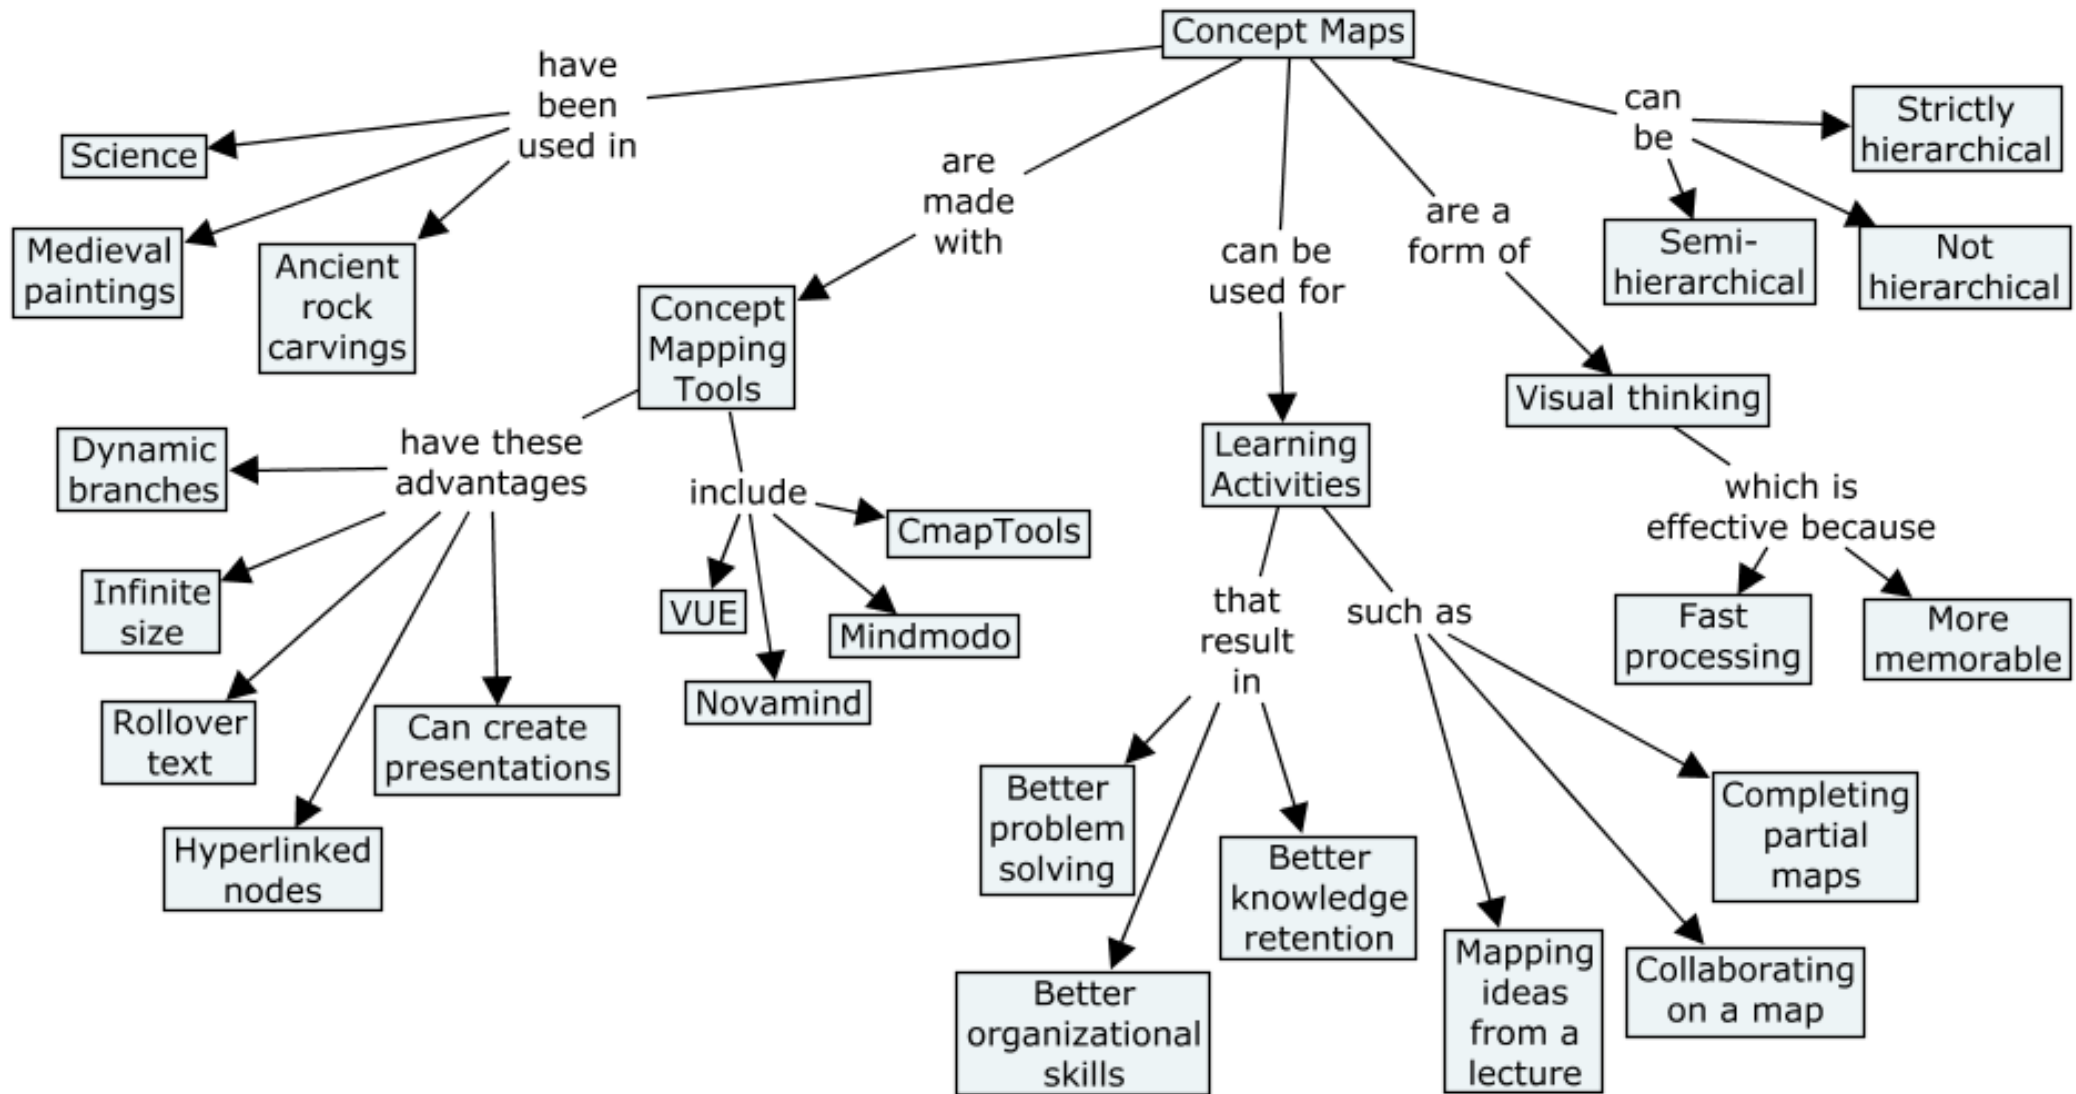 Concept Maps
have
been
used in
Science
Medieval
paintings
Ancient
rock
carvings
are
made
with
Concept
Mapping
Tools
have these
advantages
Dynamic
branches
Infinite
size
Rollover
text
Hyperlinked
nodes
Can create
presentations
include
VUE
Novamind
Mindmodo
CmapTools
can be
used for
Learning
Activities
that
result
in
Better
problem
solving
Better
organizational
skills
Better
knowledge
retention
such as
Mapping
ideas
from a
lecture
Collaborating
on a map
Completing
partial
maps
are a
form of
Visual thinking
which is
effective because
Fast
processing
More
memorable
can
be
Semi-
hierarchical
Not
hierarchical
Strictly
hierarchical